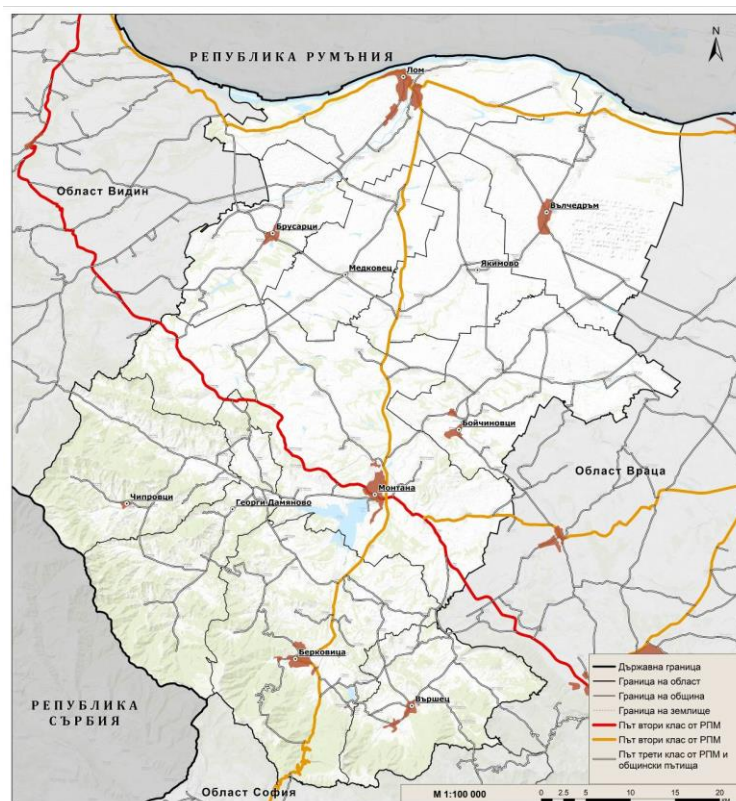 РЕПУБЛИКА РУМЪНИЯ
N
Лом
Област Видин
Вълчедръм
Брусарци
Медковец
Якимово
Бойчиновци
Област Враца
Монтана
Чипровци
Георги Дамяново
Берковица
Вършец
РЕПУБЛИКА
СЪРБИЯ
Област София
Държавна граница
Граница на област
Граница на община
Граница на землище
Път втори клас от РПМ
Път втори клас от РПМ
Път трети клас от РПМ и
общински пътища
М 1:100 000
0 2.5 5 10 15 20